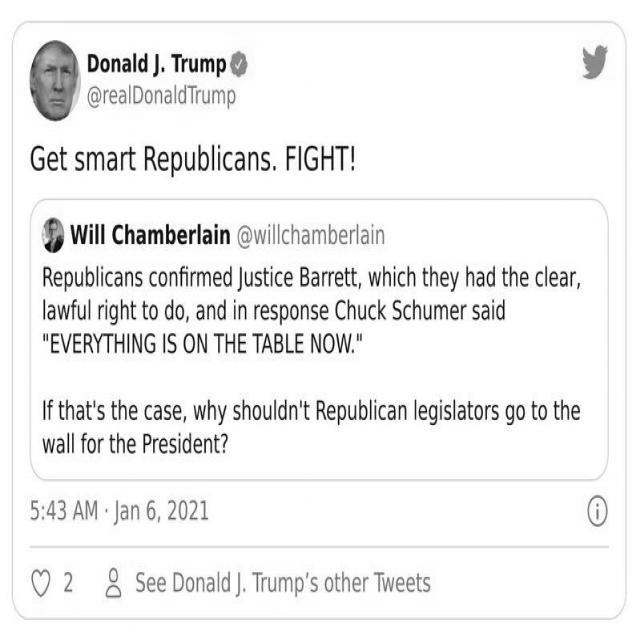 Donald J. Trump
@realDonaldTrump
Get smart Republicans. FIGHT!
Will Chamberlain @willchamberlain
Republicans confirmed Justice Barrett, which they had the clear,
lawful right to do, and in response Chuck Schumer said
"EVERYTHING IS ON THE TABLE NOW."
If that's the case, why shouldn't Republican legislators go to the
wall for the President?
5:43 AM · Jan 6, 2021
2 See Donald J. Trump's other Tweets